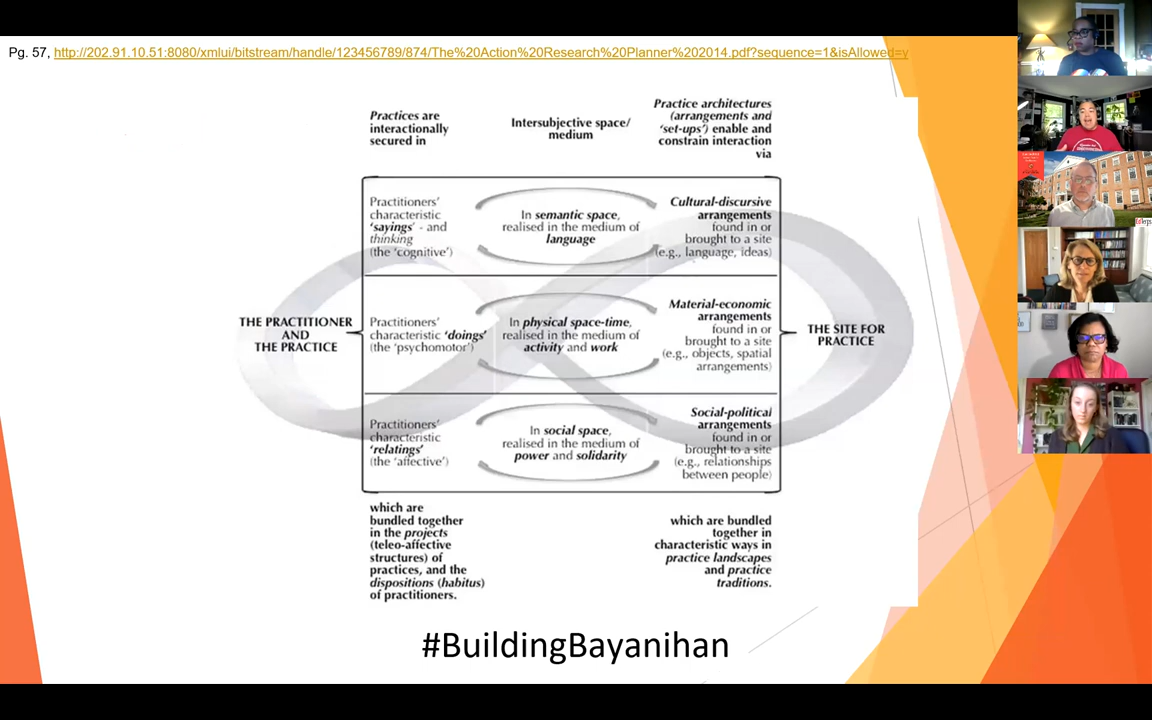 Pg. 57, http://202.91.10.51:8080/xmlui/bitstream/handle/123456789/874/The%20Action%20Research%20Planner%202014.pdf?sequence=1&isAllowed=y
Practices are
interactionally
secured in
Intersubjective space/
medium
Practice architectures
(arrangements and
‘set-ups’) enable and
constrain interaction
via
THE PRACTITIONER
AND
THE PRACTICE
Practitioners’
characteristic
‘sayings’ - and
thinking
(the ‘cognitive’)
In semantic space,
realised in the medium of
language
Cultural-discursive
arrangements
found in or
brought to a site
(e.g., language, ideas)
Practitioners’
characteristic ‘doings’
(the ‘psychomotor’)
In physical space-time,
realised in the medium of
activity and work
Material-economic
arrangements
found in or
brought to a site
(e.g., objects, spatial
arrangements)
Practitioners’
characteristic
‘relatings’
(the ‘affective’)
In social space,
realised in the medium of
power and solidarity
Social-political
arrangements
found in or
brought to a site
(e.g., relationships
between people)
THE SITE FOR
PRACTICE
which are
bundled together
in the projects
(teleo-affective
structures) of
practices, and the
dispositions (habitus)
of practitioners.
which are bundled
together in
characteristic ways in
practice landscapes
and practice
traditions.
#BuildingBayanihan